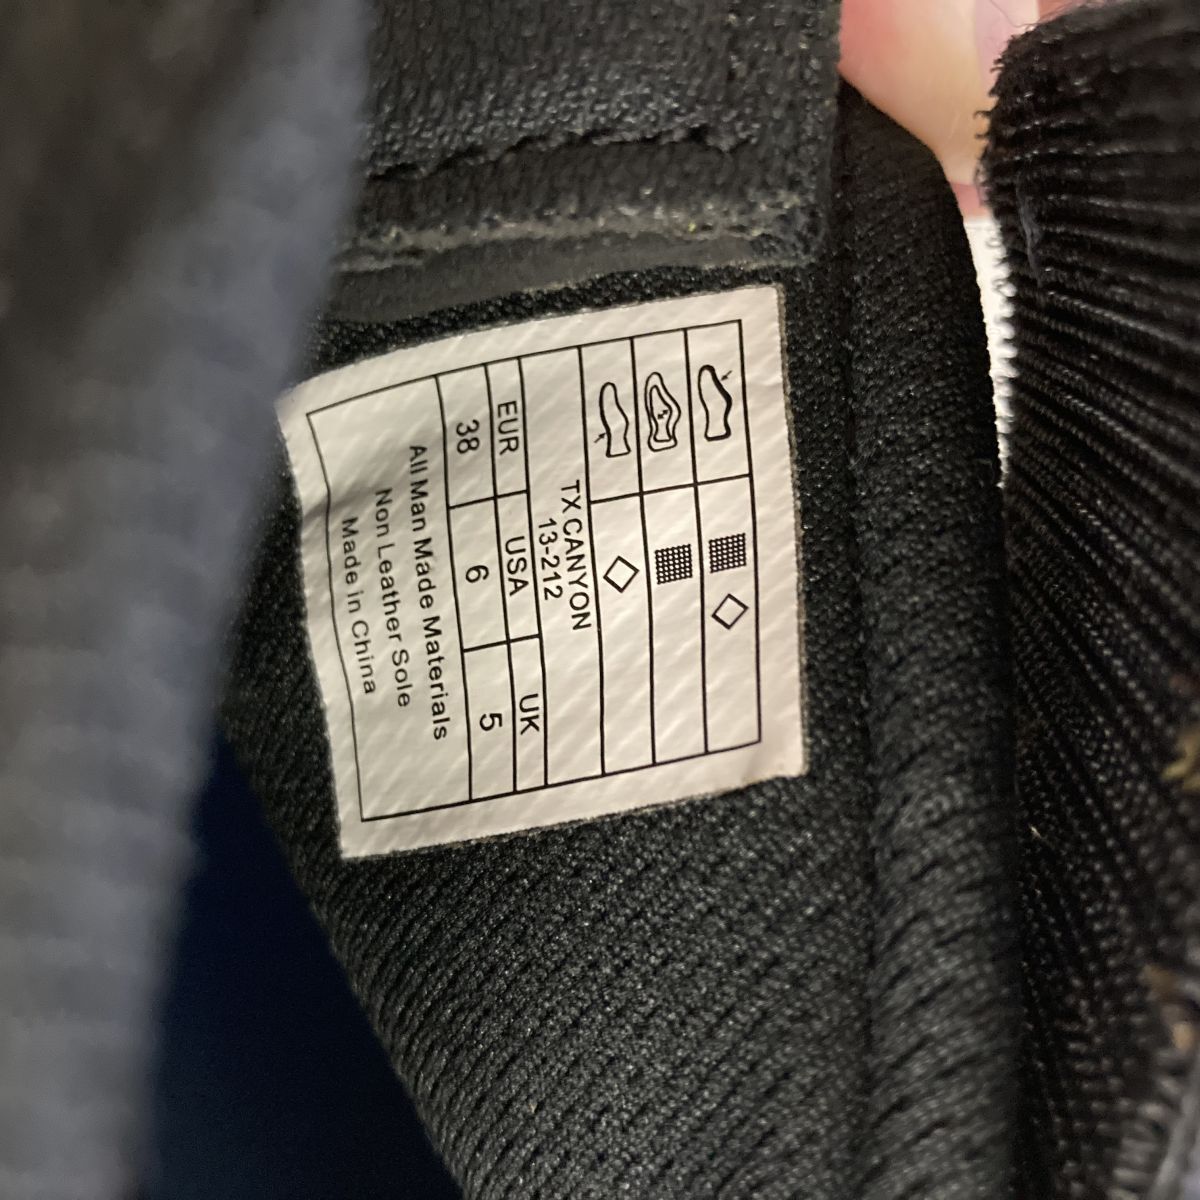 TX CANYON
13-212
EUR USA UK
38 6 5
All Man Made Materials
Non Leather Sole
Made in China